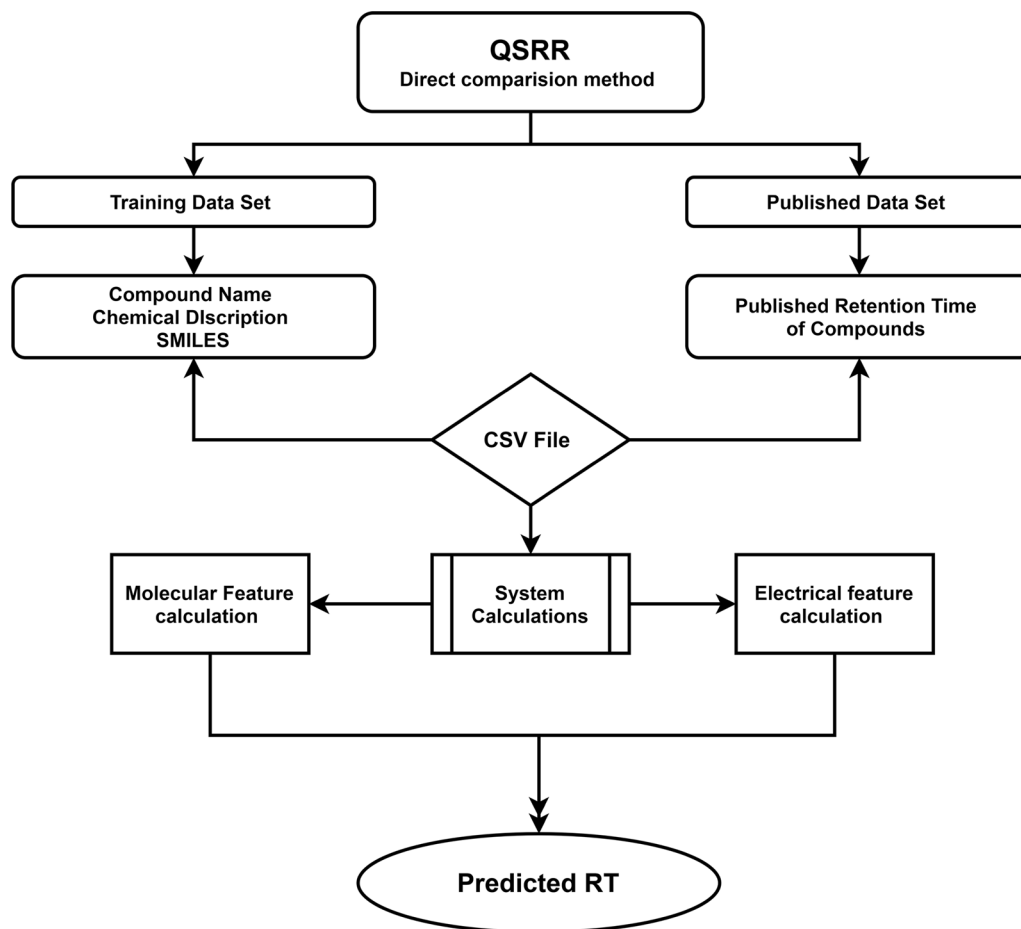 QSRR
Direct comparision method
Training Data Set
Published Data Set
Compound Name
Chemical DIscription
SMILES
Published Retention Time
of Compounds
CSV File
Molecular Feature
calculation
System
Calculations
Electrical feature
calculation
Predicted RT